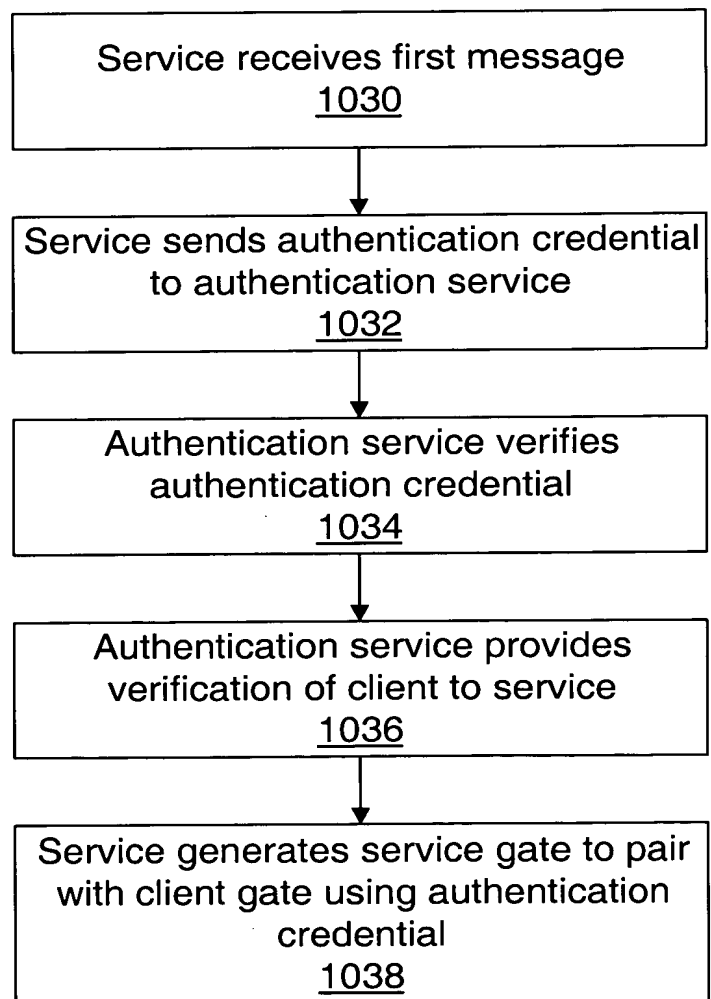 Service receives first message
1030
Service sends authentication credential
to authentication service
1032
Authentication service verifies
authentication credential
1034
Authentication service provides
verification of client to service
1036
Service generates service gate to pair
with client gate using authentication
credential
1038